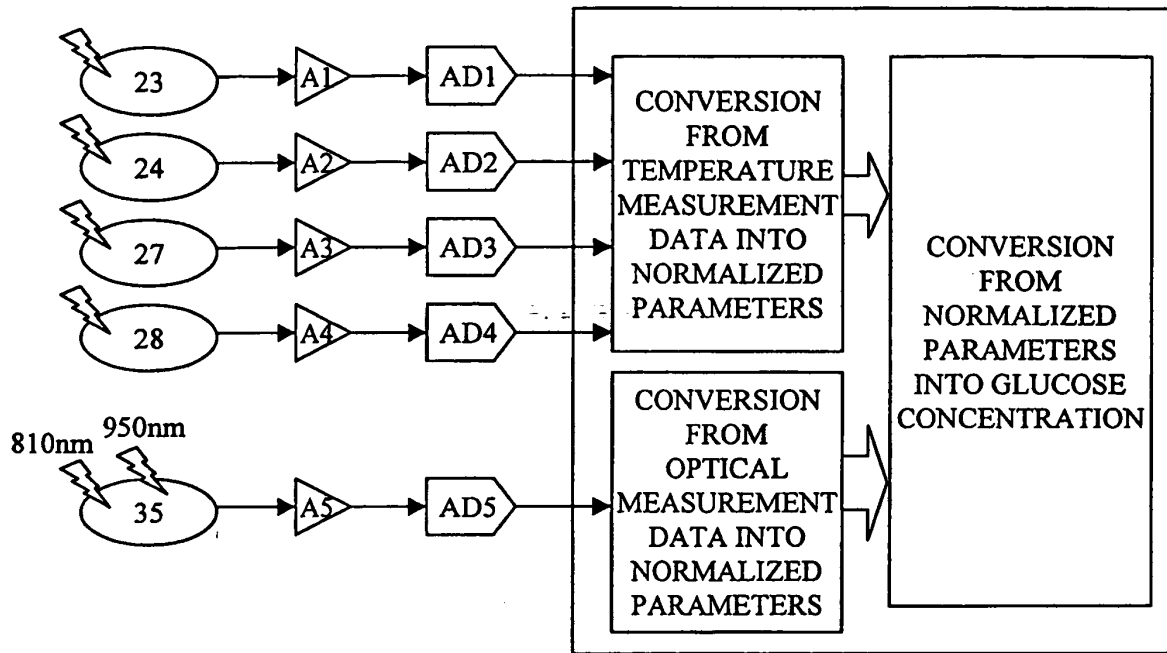 23
A1
AD1
24
A2
AD2
27
A3
AD3
28
A4
AD4
810nm
950nm
35
A5
AD5
CONVERSION
FROM
TEMPERATURE
MEASUREMENT
DATA INTO
NORMALIZED
PARAMETERS
CONVERSION
FROM
OPTICAL
MEASUREMENT
DATA INTO
NORMALIZED
PARAMETERS
CONVERSION
FROM
NORMALIZED
PARAMETERS
INTO GLUCOSE
CONCENTRATION